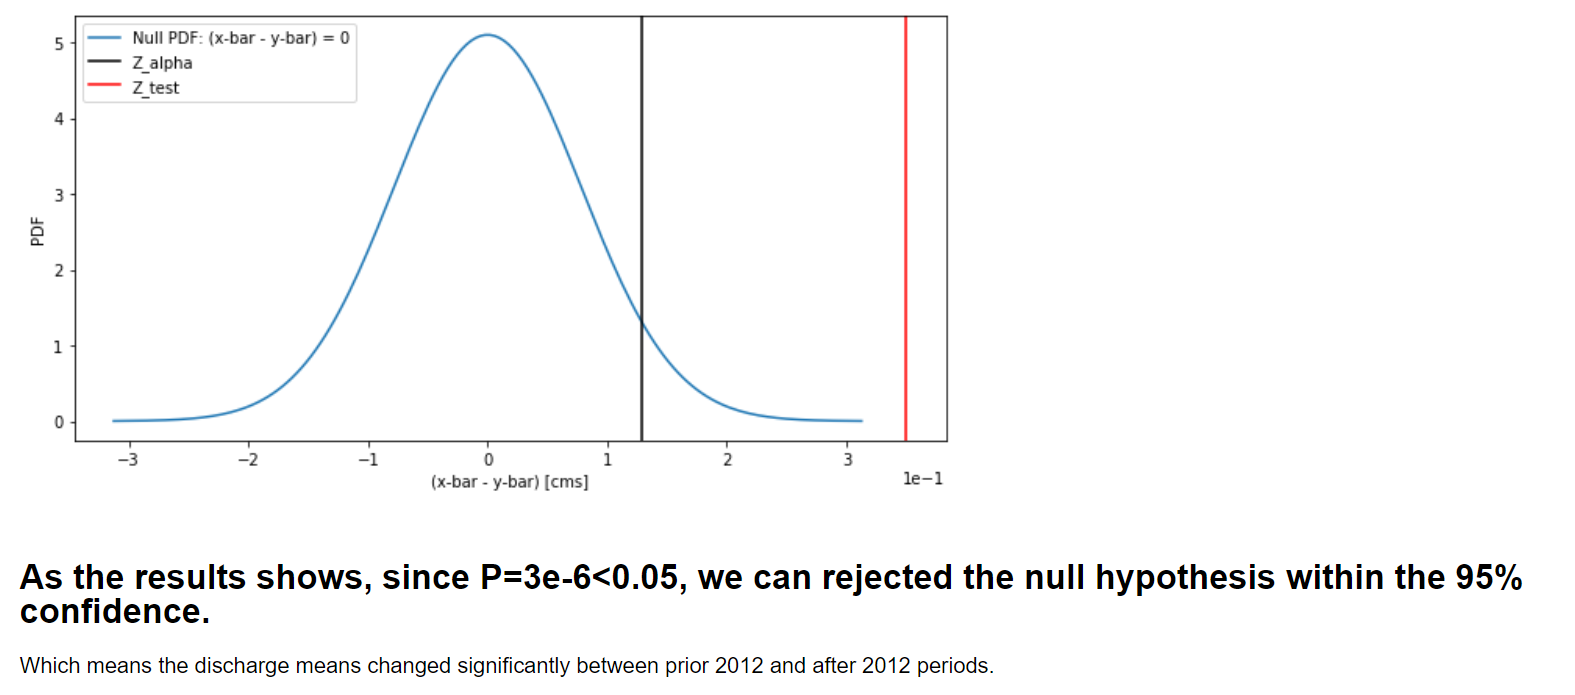 Null PDF: (x-bar - y-bar) = 0
Z_alpha
Z_test
5
4
3
2
1
0
PDF
−3 −2 −1 0 1 2 3
(x-bar - y-bar) [cms]
1e−1
As the results shows, since P=3e-6<0.05, we can rejected the null hypothesis within the 95%
confidence.
Which means the discharge means changed significantly between prior 2012 and after 2012 periods.